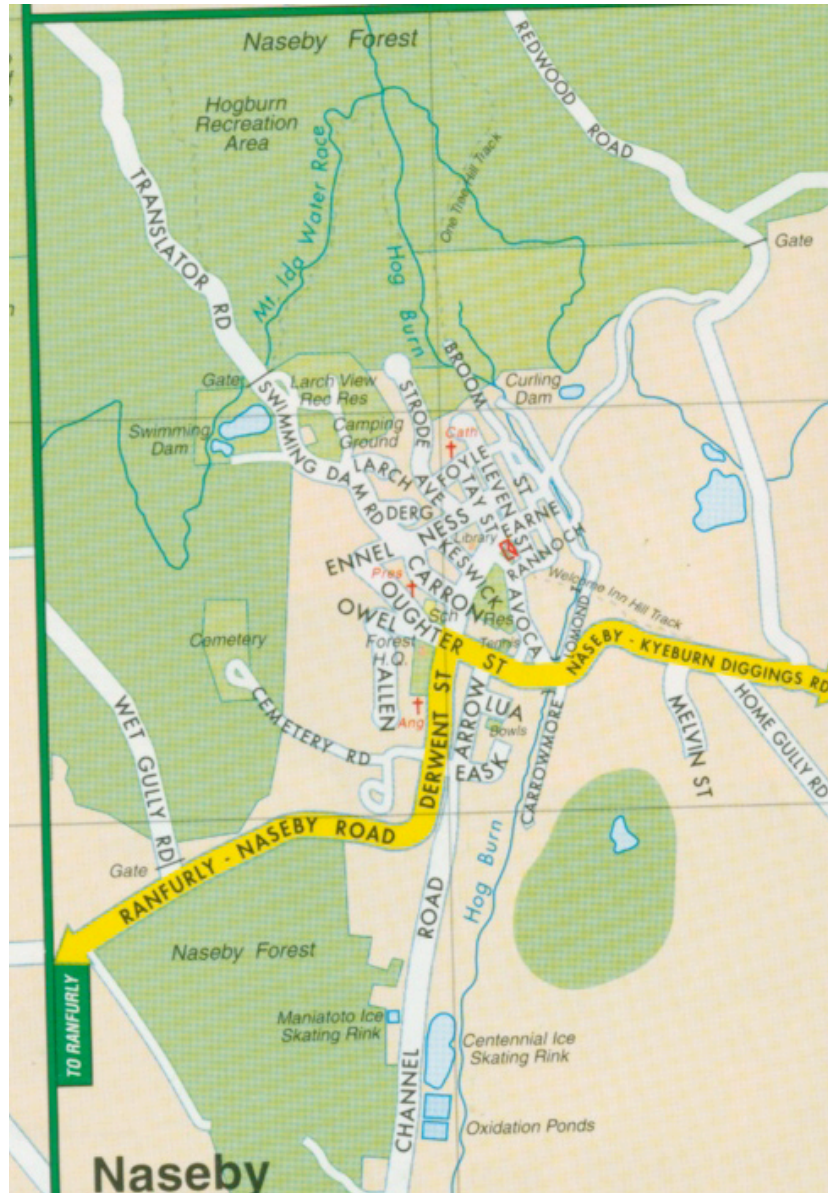 Naseby Forest
REDWOOD ROAD
Hogburn
Recreation
Area
Mt. Ida Water Race
One Tree Hill Track
TRANSLATOR RD
Hog Burn
Gate
Gate
Larch View
Rec Res
BROOM ST
Curling
Dam
STRODE AVE
SWIMMING DAM RD
Swimming
Dam
Camping
Ground
Cath
FOYLE
LEVEN ST
LARCH
TAY ST
DERG
NESS
EARNE
Library
KESWICK
RANNOCH
ENNEL
CARRON
Welcome Inn Hill Track
Pres
AVOCA
LOMOND
OUGHTER ST
Sch
Res
OWEL
Cemetery
Forest
H.Q.
Tennis
NASEBY - KYEBURN DIGGINGS RD
ALLEN
DERWENT ST
ARROW
LUA
Bowls
CEMETERY RD
Ang
EASK
CARROWMORE
MELVIN ST
HOME GULLY RD
WET GULLY RD
Gate
RANFURLY - NASEBY ROAD
Hog Burn
Naseby Forest
CHANNEL ROAD
TO RANFURLY
Maniatoto Ice
Skating Rink
Centennial Ice
Skating Rink
Oxidation Ponds
Naseby